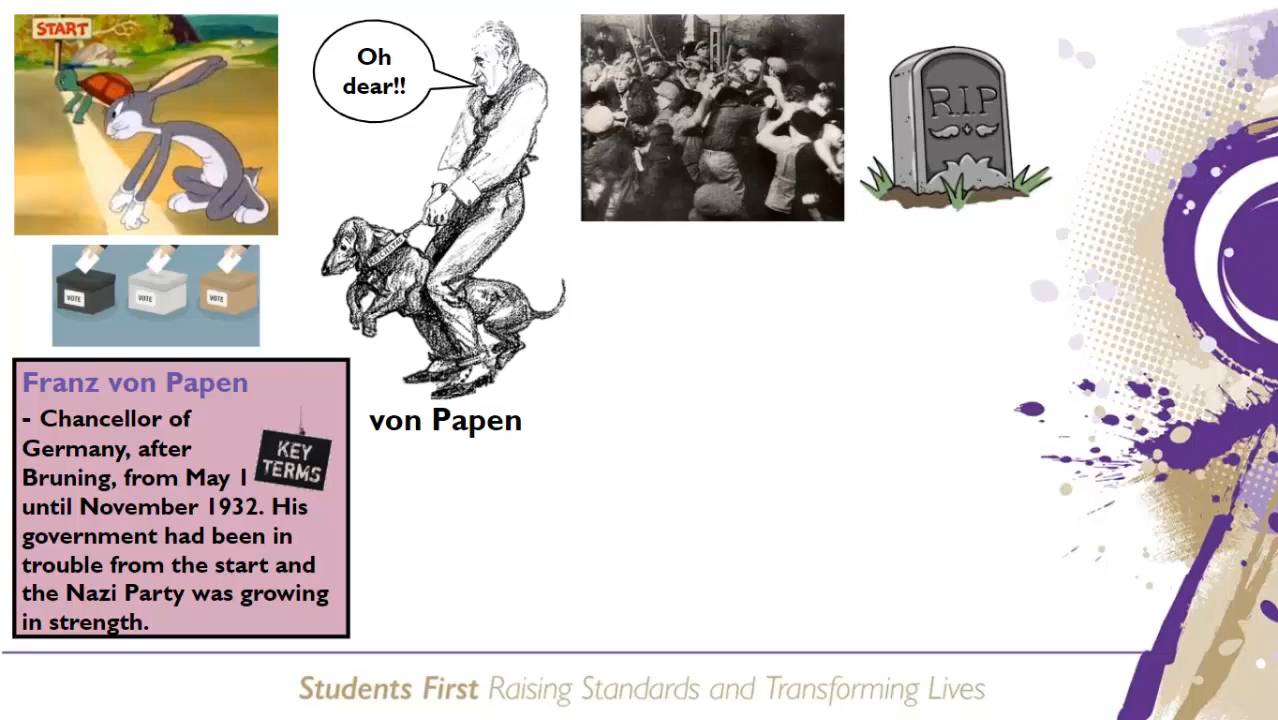 START
Oh
dear!!
RIP
VOTE
VOTE
VOTE
Franz von Papen
- Chancellor of
Germany, after
Bruning, from May 1
until November 1932. His
government had been in
trouble from the start and
the Nazi Party was growing
in strength.
KEY
TERMS
von Papen
Students First Raising Standards and Transforming Lives